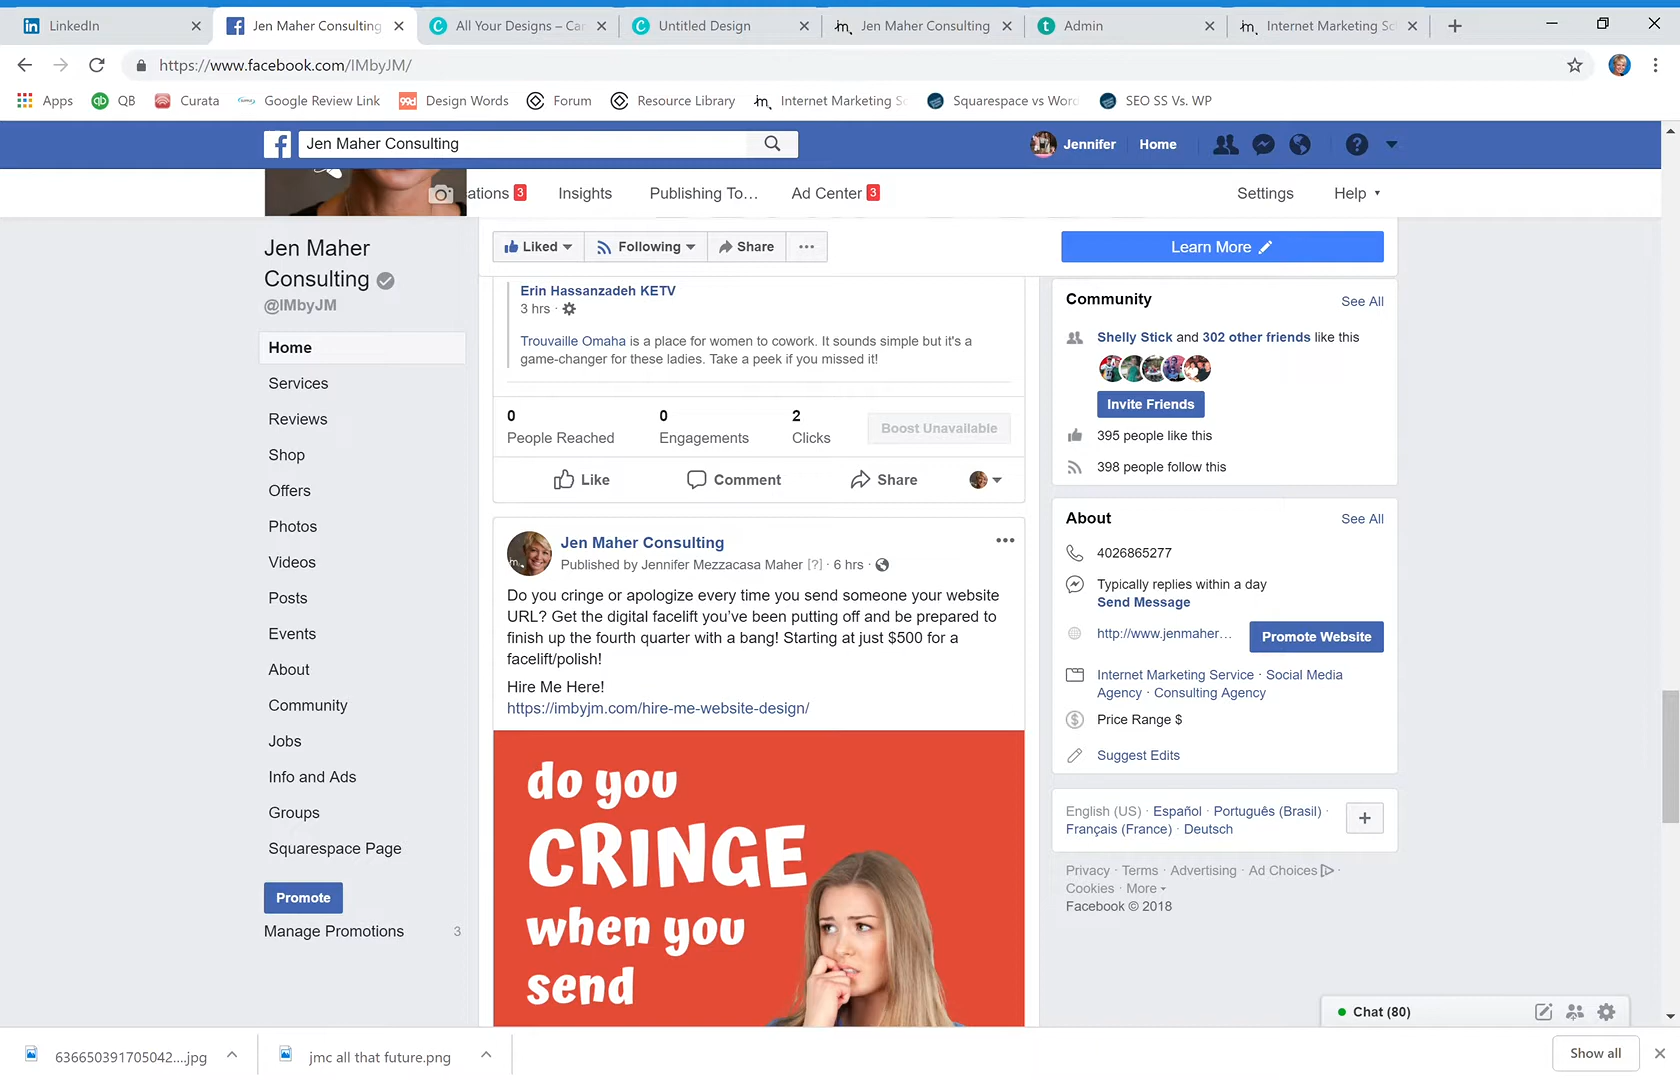 LinkedIn
Jen Maher Consulting
All Your Designs – Can
Untitled Design
Jen Maher Consulting
Admin
Internet Marketing Sc
https://www.facebook.com/IMbyJM/
Apps
QB
Curata
Google Review Link
99d
Design Words
Forum
Resource Library
Internet Marketing Sc
Squarespace vs Word
SEO SS Vs. WP
Jen Maher Consulting
Jennifer
Home
ations 3
Insights
Publishing To…
Ad Center 3
Settings
Help
Jen Maher
Consulting
@IMbyJM
Home
Services
Reviews
Shop
Offers
Photos
Videos
Posts
Events
About
Community
Jobs
Info and Ads
Groups
Squarespace Page
Promote
Manage Promotions 3
Liked
Following
Share
Learn More
Erin Hassanzadeh KETV
3 hrs ·
Trouvaille Omaha is a place for women to cowork. It sounds simple but it's a
game-changer for these ladies. Take a peek if you missed it!
0 0 2
People Reached Engagements Clicks
Boost Unavailable
Like Comment Share
Jen Maher Consulting
Published by Jennifer Mezzacasa Maher [?] · 6 hrs ·
Do you cringe or apologize every time you send someone your website
URL? Get the digital facelift you’ve been putting off and be prepared to
finish up the fourth quarter with a bang! Starting at just $500 for a
facelift/polish!
Hire Me Here!
https://imbyjm.com/hire-me-website-design/
do you
CRINGE
when you
send
Community See All
Shelly Stick and 302 other friends like this
Invite Friends
395 people like this
398 people follow this
About See All
4026865277
Typically replies within a day
Send Message
http://www.jenmaher…
Promote Website
Internet Marketing Service · Social Media
Agency · Consulting Agency
Price Range $
Suggest Edits
English (US) · Español · Português (Brasil) ·
Français (France) · Deutsch
Privacy · Terms · Advertising · Ad Choices ·
Cookies · More
Facebook © 2018
Chat (80)
636650391705042....jpg
jmc all that future.png
Show all